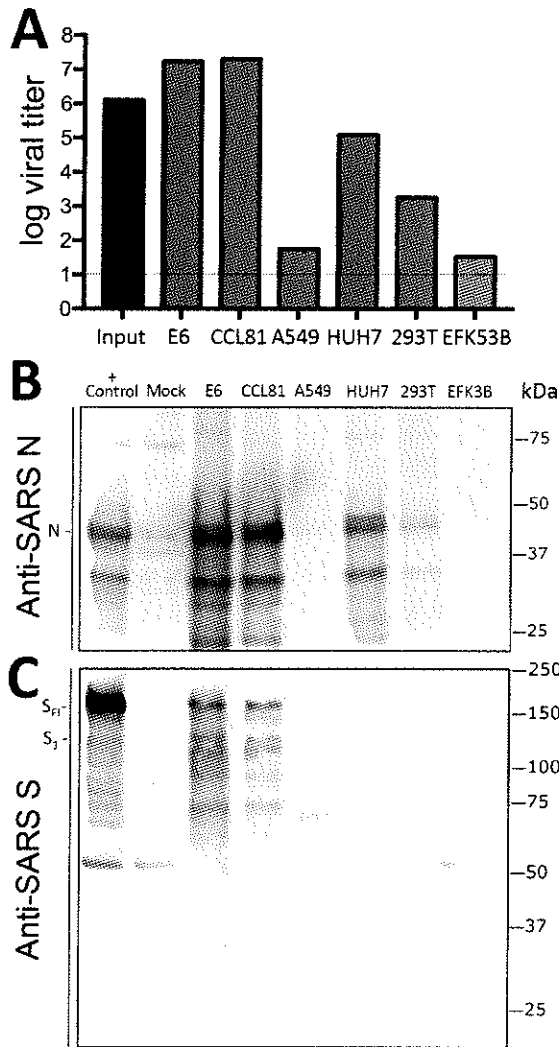 A
log viral titer
8
7
6
5
4
3
2
1
0
Input E6 CCL81 A549 HUH7 293T EFK53B
B
+
Control Mock E6 CCL81 A549 HUH7 293T EFK3B kDa
Anti-SARS N
N -
–75
–50
–37
–25
C
Anti-SARS S
SFl-
S2 -
–250
–150
–100
–75
–50
–37
–25